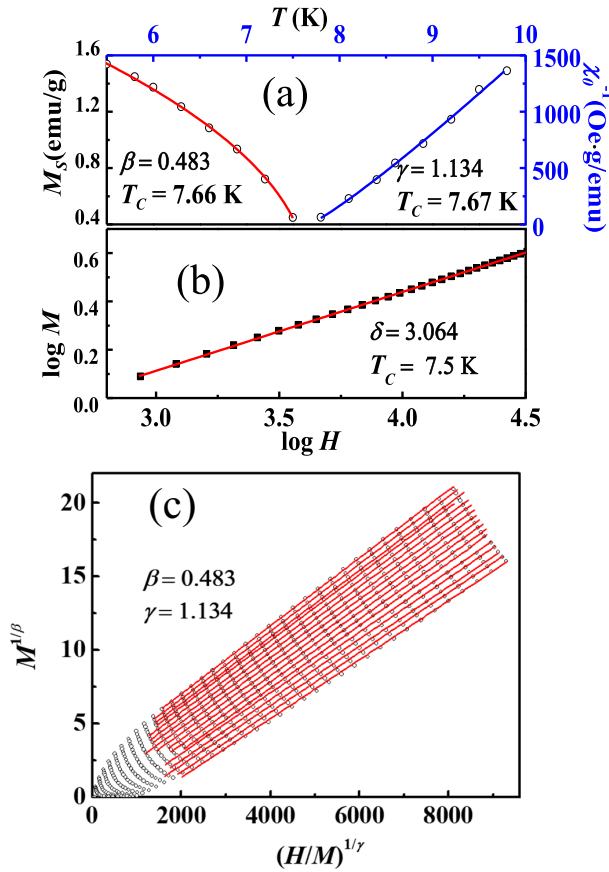 T (K)
6 7 8 9 10
1.6
1.2
0.8
0.4
M_S(emu/g)
(a)
β = 0.483
T_C = 7.66 K
γ = 1.134
T_C = 7.67 K
1500
1000
500
0
χ_0^-1(Oe·g/emu)
0.6
0.4
0.2
0.0
log M
(b)
δ = 3.064
T_C = 7.5 K
3.0 3.5 4.0 4.5
log H
20
15
10
5
0
M^1/β
(c)
β = 0.483
γ = 1.134
0 2000 4000 6000 8000
(H/M)^1/γ